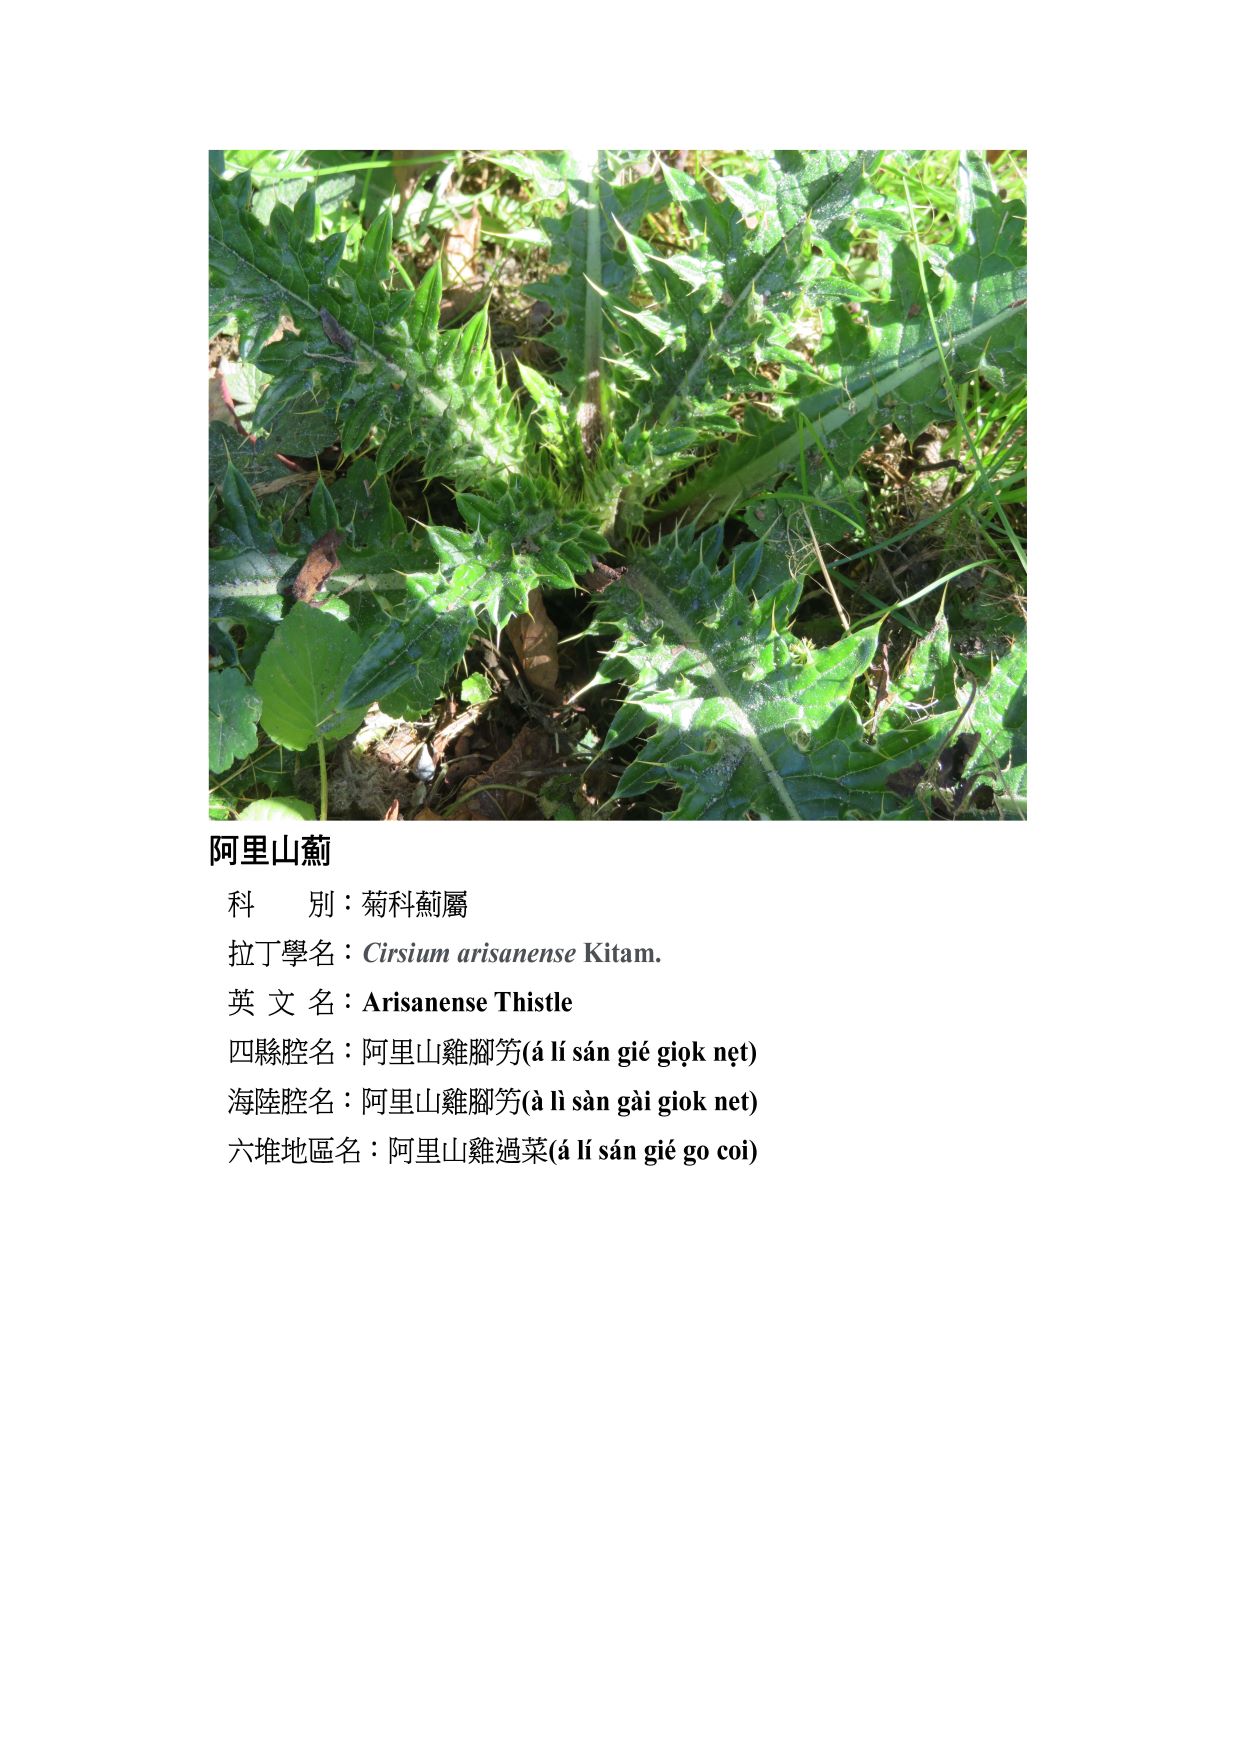 阿里山薊
科　　別：菊科薊屬
拉丁學名：Cirsium arisanense Kitam.
英 文 名：Arisanense Thistle
四縣腔名：阿里山雞腳竻(á lí sán gié giọk nẹt)
海陸腔名：阿里山雞腳竻(à lì sàn gài giok net)
六堆地區名：阿里山雞過菜(á lí sán gié go coi)